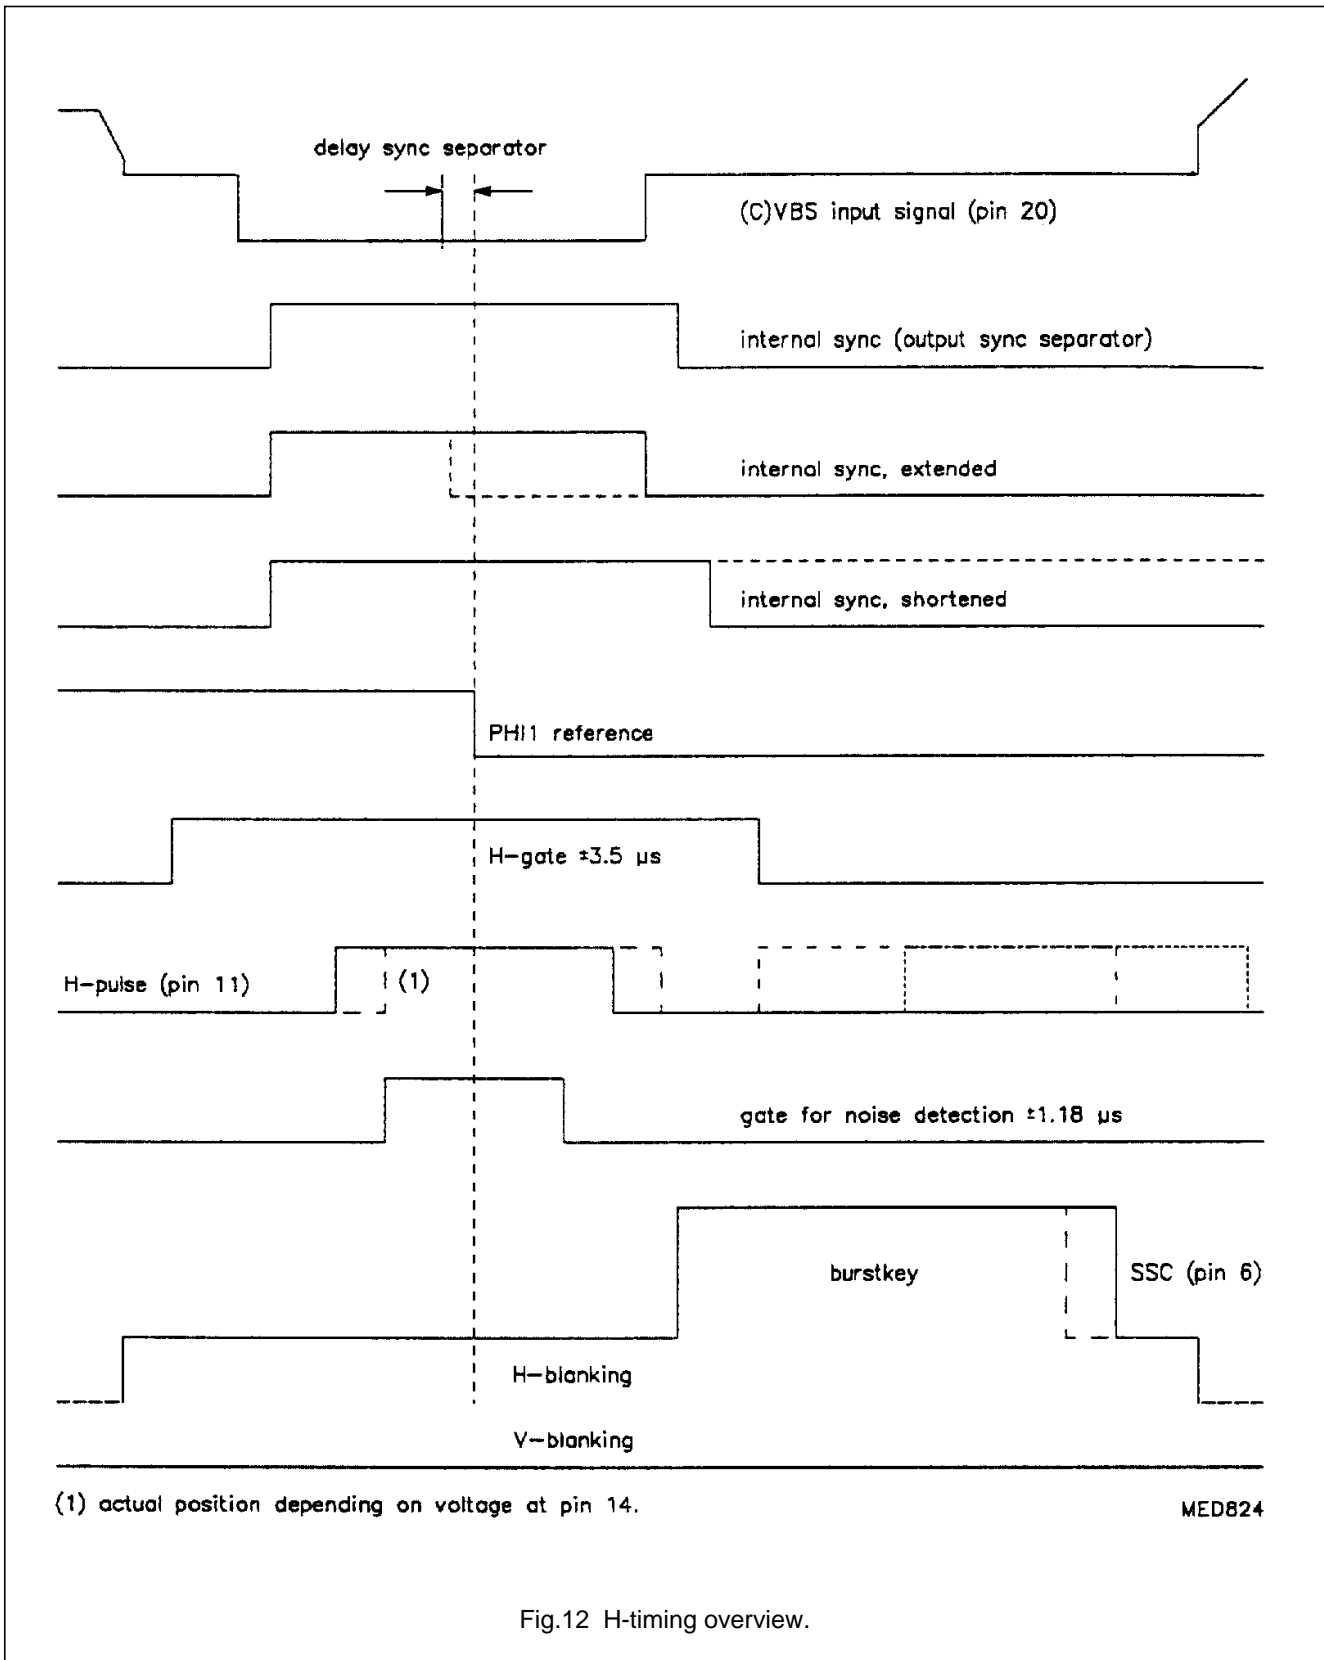 delay sync separator
(C)VBS input signal (pin 20)
internal sync (output sync separator)
internal sync, extended
internal sync, shortened
PHI1 reference
H-gate ±3.5 µs
H-pulse (pin 11)
(1)
gate for noise detection ±1.18 µs
burstkey
SSC (pin 6)
H-blanking
V-blanking
(1) actual position depending on voltage at pin 14.
MED824
Fig.12 H-timing overview.